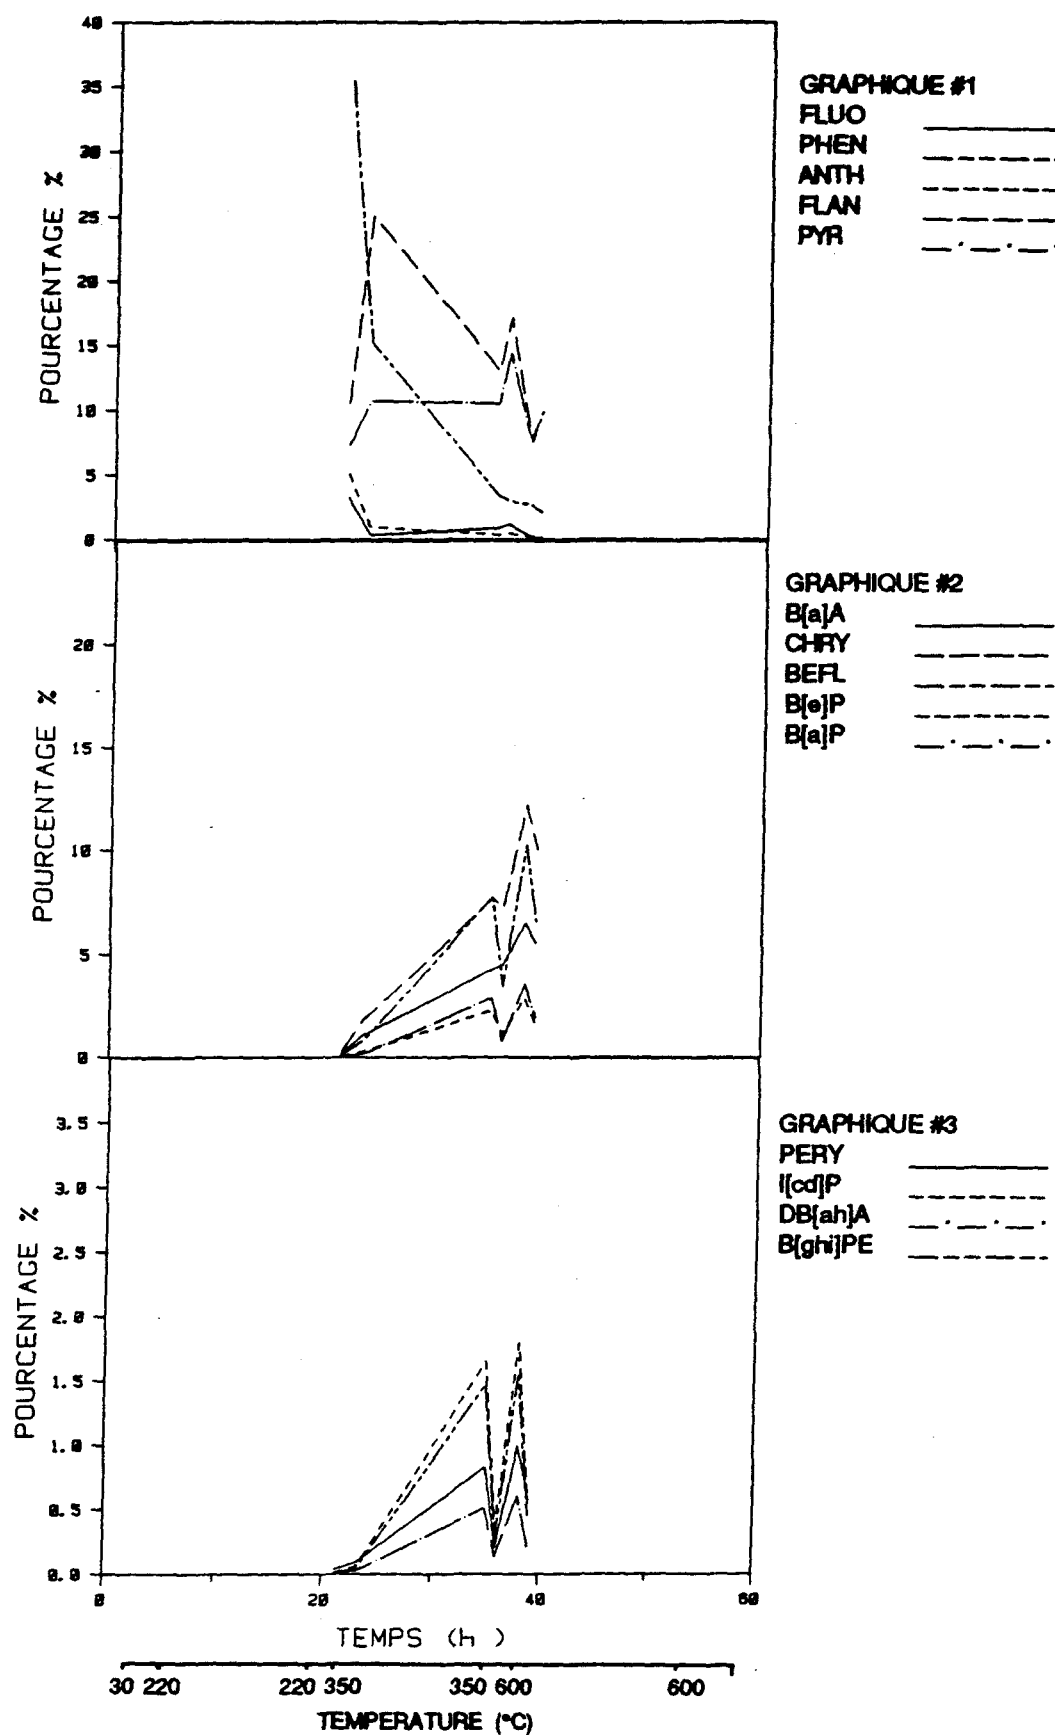 40
35
30
25
20
15
10
5
0
POURCENTAGE %
GRAPHIQUE #1
FLUO
PHEN
ANTH
FLAN
PYR
20
15
10
5
0
POURCENTAGE %
GRAPHIQUE #2
B[a]A
CHRY
BEFL
B[e]P
B[a]P
3.5
3.0
2.5
2.0
1.5
1.0
0.5
0.0
POURCENTAGE %
GRAPHIQUE #3
PERY
I[cd]P
DB[ah]A
B[ghi]PE
0 20 40 60
TEMPS (h )
30 220 220 350 350 600 600
TEMPERATURE (°C)